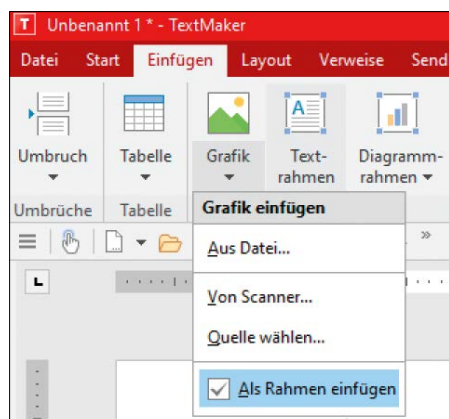 T Unbenannt 1 * - TextMaker
Datei Start Einfügen Layout Verweise Send
Umbruch Tabelle Grafik Text-rahmen Diagramm-rahmen
Umbrüche Tabelle
Grafik einfügen
Aus Datei...
L
Von Scanner...
Quelle wählen...
Als Rahmen einfügen